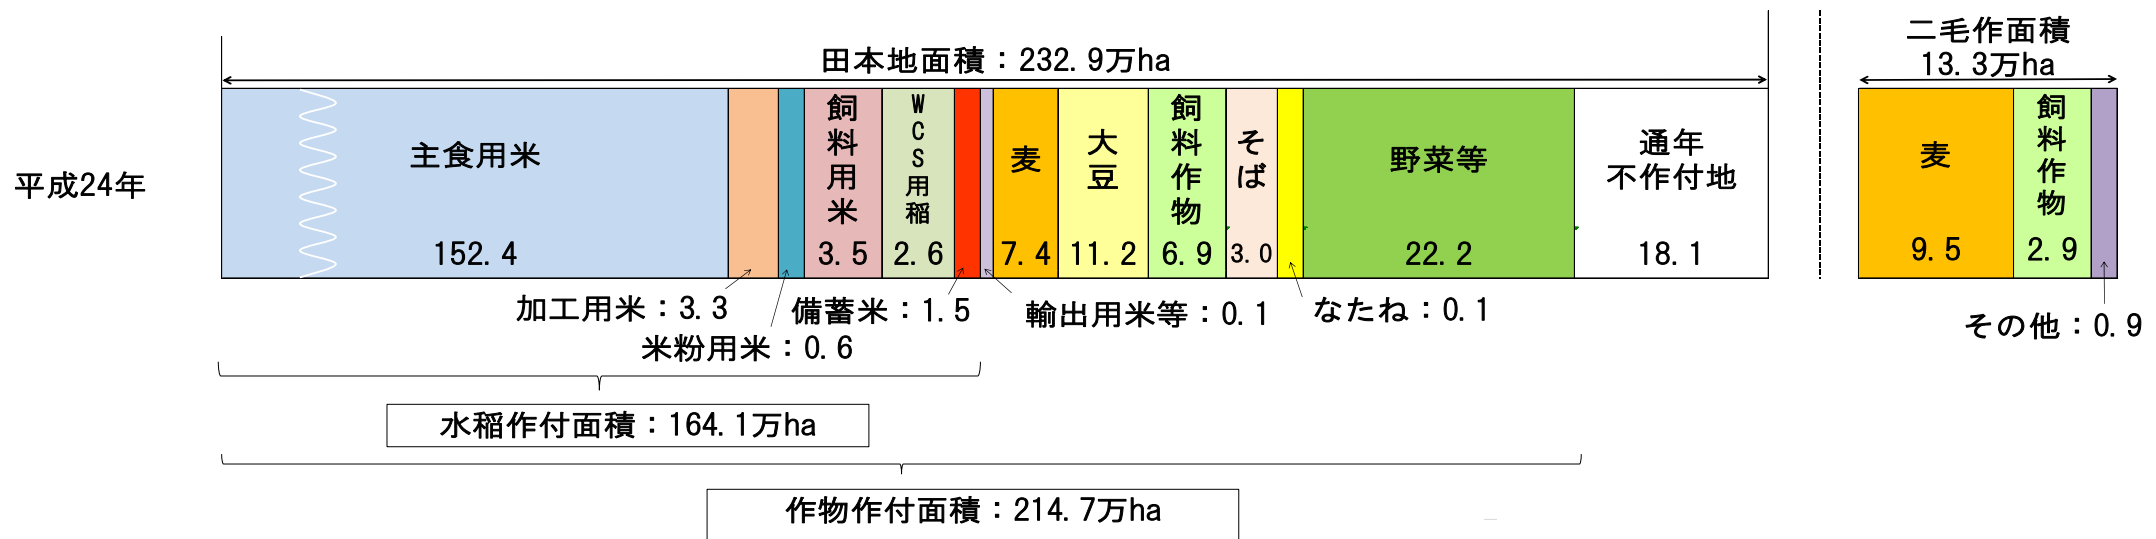 田本地面積：232.9万ha
二毛作面積
13.3万ha
平成24年
主食用米
152.4
飼料用米
3.5
WCS用稲
2.6
麦
7.4
大豆
11.2
飼料作物
6.9
そば
3.0
野菜等
22.2
通年
不作付地
18.1
麦
9.5
飼料作物
2.9
加工用米：3.3
米粉用米：0.6
備蓄米：1.5
輸出用米等：0.1
なたね：0.1
その他：0.9
水稲作付面積：164.1万ha
作物作付面積：214.7万ha